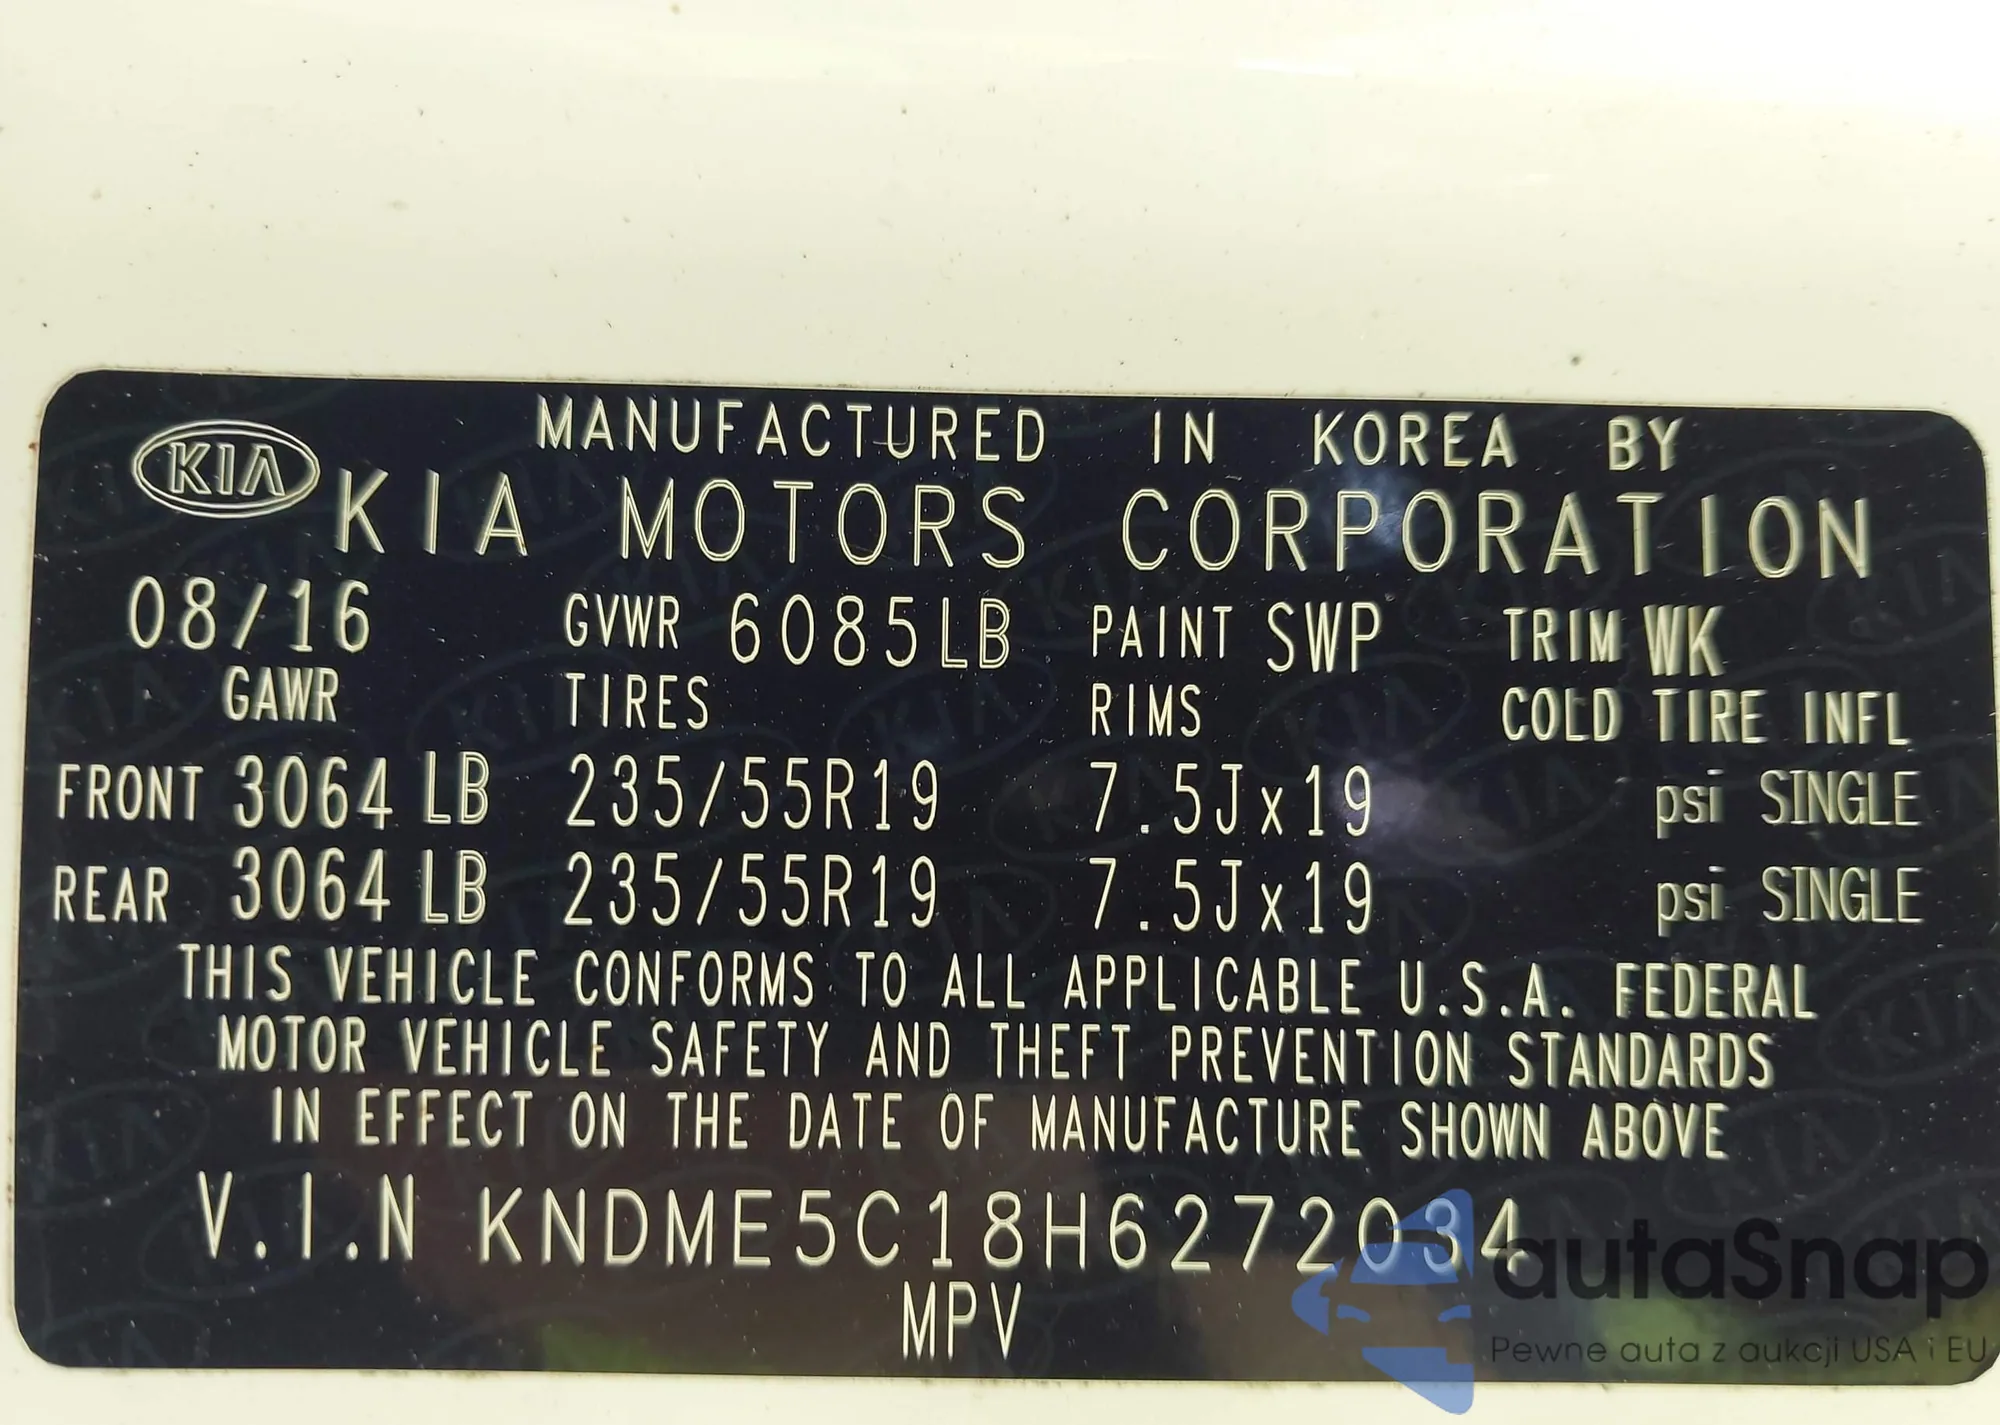 MANUFACTURED IN KOREA BY
KIA KIA MOTORS CORPORATION
08/16 GVWR 6085LB PAINT SWP TRIM WK
GAWR TIRES RIMS COLD TIRE INFL
FRONT 3064 LB 235/55R19 7.5Jx19 psi SINGLE
REAR 3064 LB 235/55R19 7.5Jx19 psi SINGLE
THIS VEHICLE CONFORMS TO ALL APPLICABLE U.S.A. FEDERAL
MOTOR VEHICLE SAFETY AND THEFT PREVENTION STANDARDS
IN EFFECT ON THE DATE OF MANUFACTURE SHOWN ABOVE
V.I.N KNDME5C18H6272034
MPV
autaSnap
Pewne auta z aukcji USA i EU